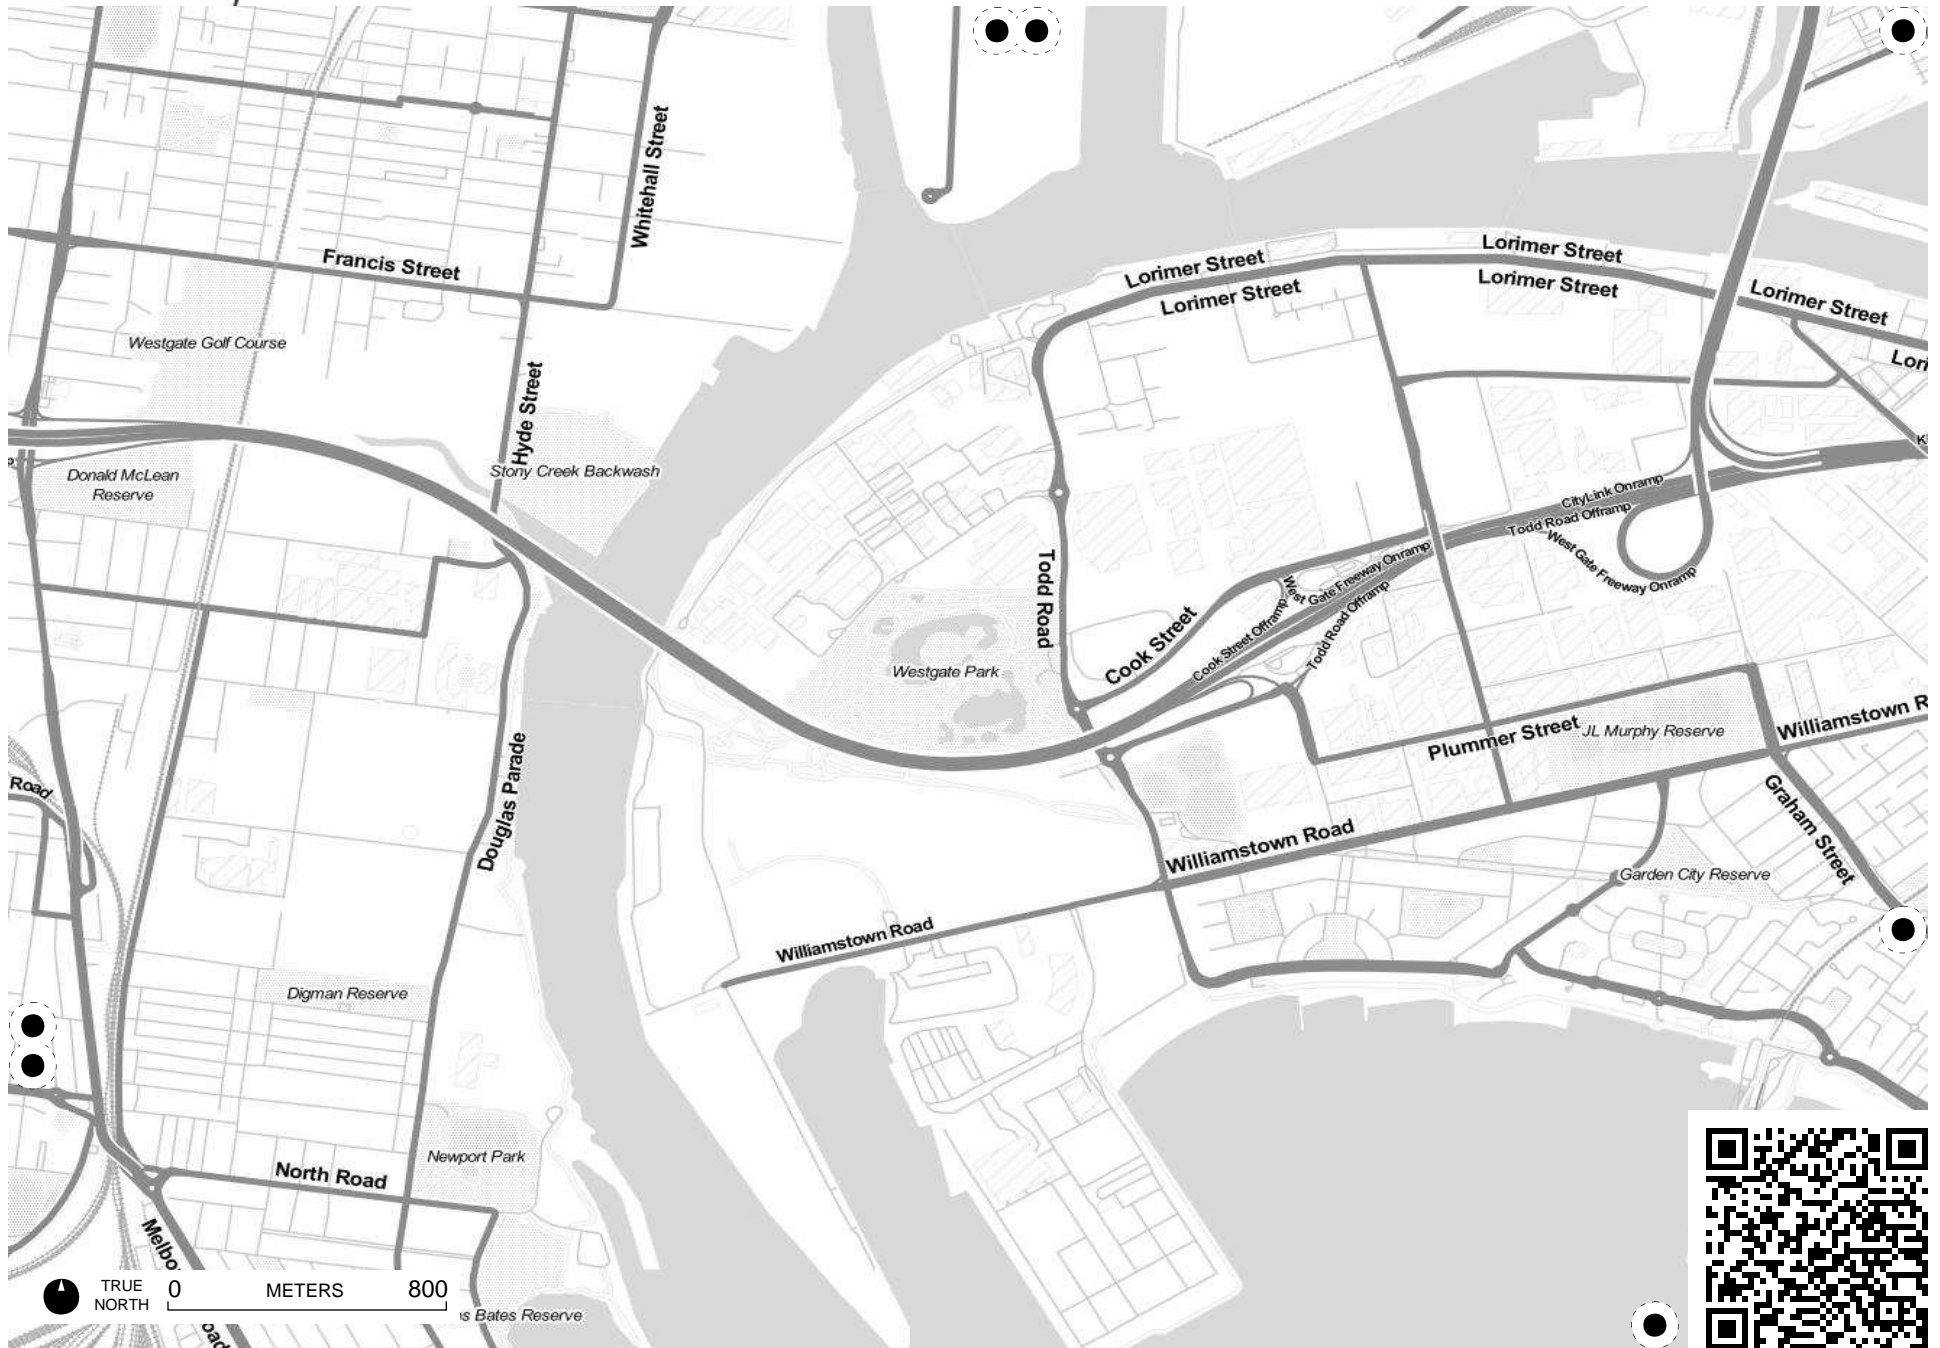 Whitehall Street
Francis Street
Lorimer Street
Lorimer Street
Lorimer Street
Lorimer Street
Lorimer Street
Westgate Golf Course
Hyde Street
Stony Creek Backwash
Donald McLean
Reserve
CityLink Onramp
Todd Road Offramp
West Gate Freeway Onramp
West Gate Freeway Onramp
Cook Street Offramp
Todd Road Offramp
Todd Road
Cook Street
Westgate Park
Plummer Street
JL Murphy Reserve
Williamstown R
Road
Douglas Parade
Graham Street
Williamstown Road
Garden City Reserve
Williamstown Road
Digman Reserve
Newport Park
North Road
Melbo
oad
TRUE
NORTH
0 METERS 800
s Bates Reserve